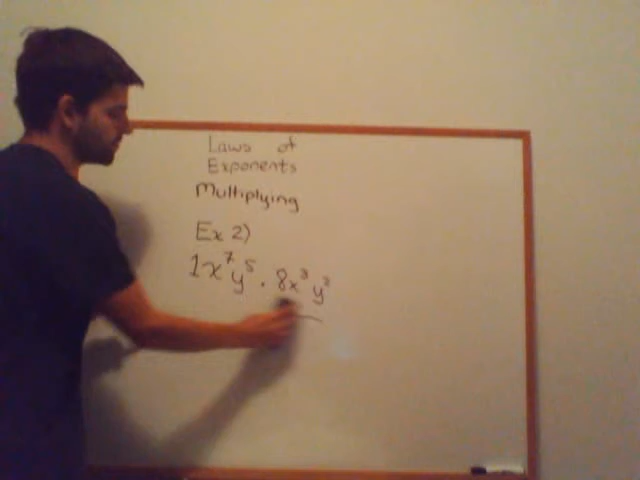 Laws of
Exponents
Multiplying
Ex 2)
1x⁷y⁵ · 8x³y²